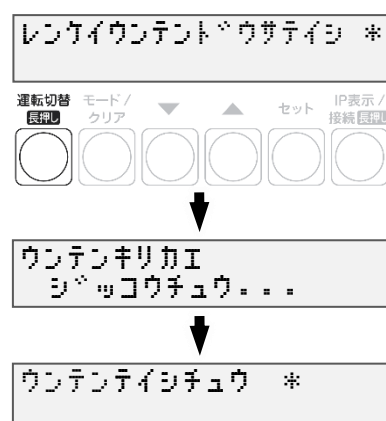 レンケイウンテンドウサテイシ *
運転切替 長押し
モード/クリア
▼
▲
セット
IP表示/接続 長押し
ウンテンキリカエ
ジッコウチュウ...
ウンテンテイシチュウ *